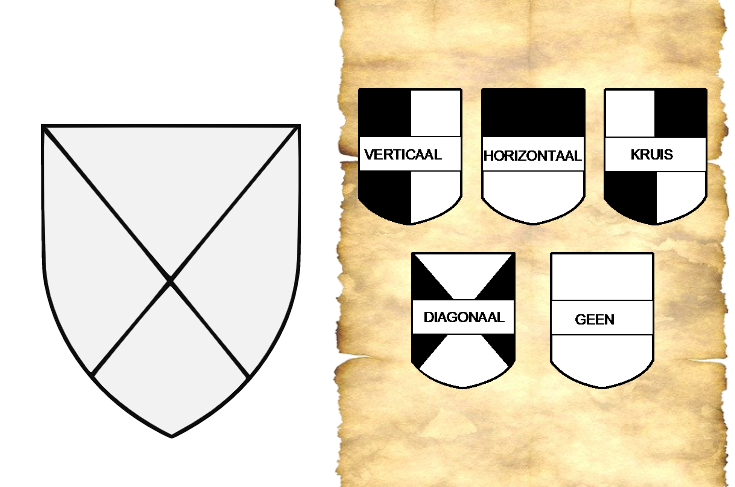 VERTICAAL
HORIZONTAAL
KRUIS
DIAGONAAL
GEEN